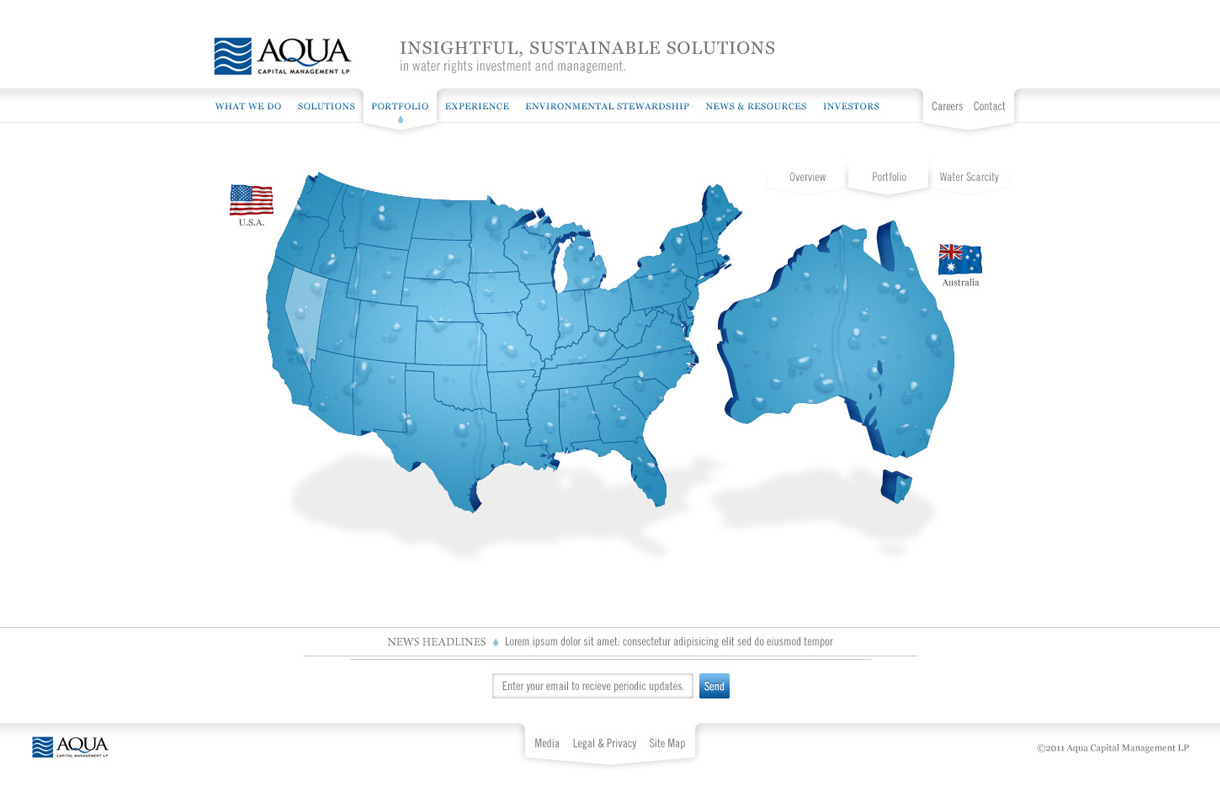 AQUA
CAPITAL MANAGEMENT LP
INSIGHTFUL, SUSTAINABLE SOLUTIONS
in water rights investment and management.
WHAT WE DO SOLUTIONS PORTFOLIO EXPERIENCE ENVIRONMENTAL STEWARDSHIP NEWS & RESOURCES INVESTORS Careers Contact
Overview Portfolio Water Scarcity
U.S.A.
Australia
NEWS HEADLINES Lorem ipsum dolor sit amet: consectetur adipisicing elit sed do eiusmod tempor
Enter your email to recieve periodic updates. Send
Media Legal & Privacy Site Map
AQUA
CAPITAL MANAGEMENT LP
©2011 Aqua Capital Management LP